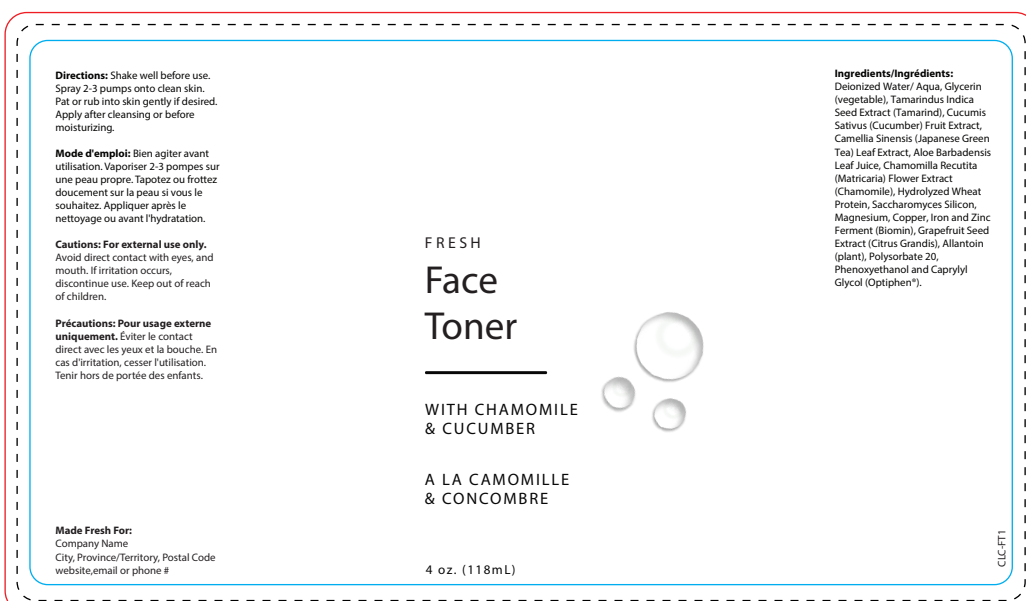 Directions: Shake well before use.
Spray 2-3 pumps onto clean skin.
Pat or rub into skin gently if desired.
Apply after cleansing or before
moisturizing.
Mode d'emploi: Bien agiter avant
utilisation. Vaporiser 2-3 pompes sur
une peau propre. Tapotez ou frottez
doucement sur la peau si vous le
souhaitez. Appliquer après le
nettoyage ou avant l'hydratation.
Cautions: For external use only.
Avoid direct contact with eyes, and
mouth. If irritation occurs,
discontinue use. Keep out of reach
of children.
Précautions: Pour usage externe
uniquement. Éviter le contact
direct avec les yeux et la bouche. En
cas d'irritation, cesser l'utilisation.
Tenir hors de portée des enfants.
Made Fresh For:
Company Name
City, Province/Territory, Postal Code
website,email or phone #
FRESH
Face
Toner
WITH CHAMOMILE
& CUCUMBER
A LA CAMOMILLE
& CONCOMBRE
4 oz. (118mL)
Ingredients/Ingrédients:
Deionized Water/ Aqua, Glycerin
(vegetable), Tamarindus Indica
Seed Extract (Tamarind), Cucumis
Sativus (Cucumber) Fruit Extract,
Camellia Sinensis (Japanese Green
Tea) Leaf Extract, Aloe Barbadensis
Leaf Juice, Chamomilla Recutita
(Matricaria) Flower Extract
(Chamomile), Hydrolyzed Wheat
Protein, Saccharomyces Silicon,
Magnesium, Copper, Iron and Zinc
Ferment (Biomin), Grapefruit Seed
Extract (Citrus Grandis), Allantoin
(plant), Polysorbate 20,
Phenoxyethanol and Caprylyl
Glycol (Optiphen®).
CLC-FT1